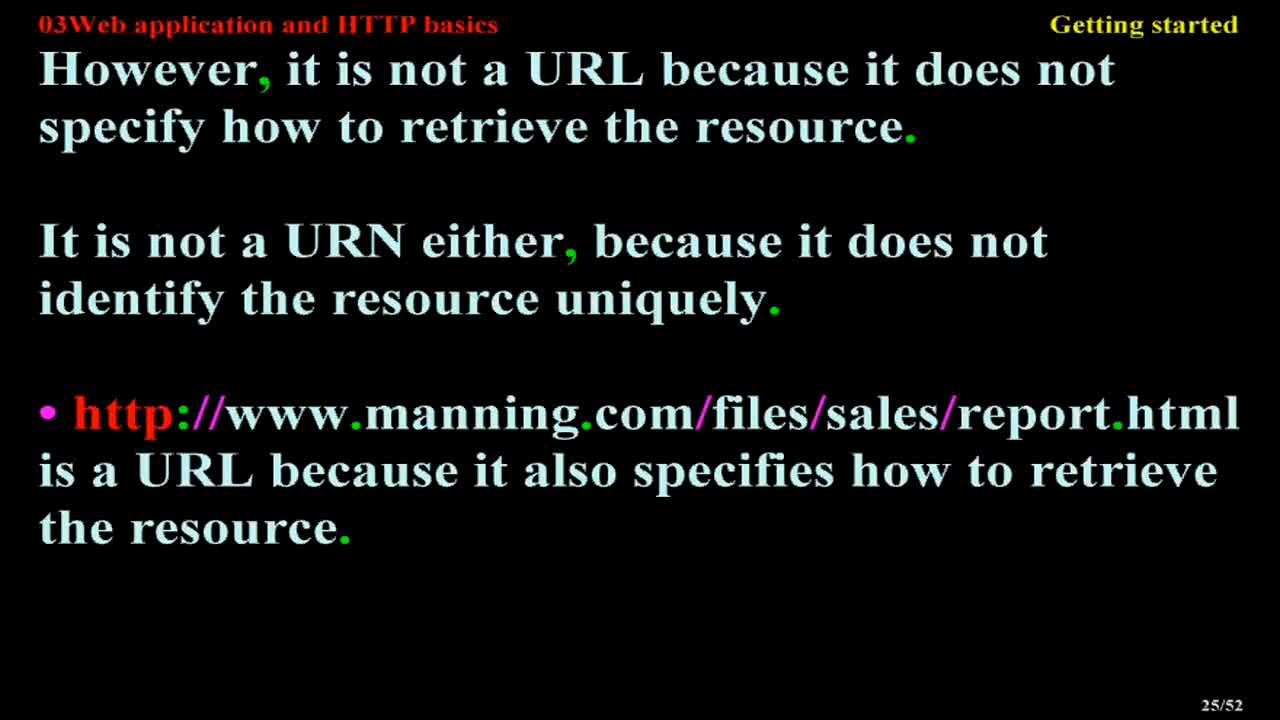 03Web application and HTTP basics
Getting started
However, it is not a URL because it does not
specify how to retrieve the resource.
It is not a URN either, because it does not
identify the resource uniquely.
• http://www.manning.com/files/sales/report.html
is a URL because it also specifies how to retrieve
the resource.
25/52